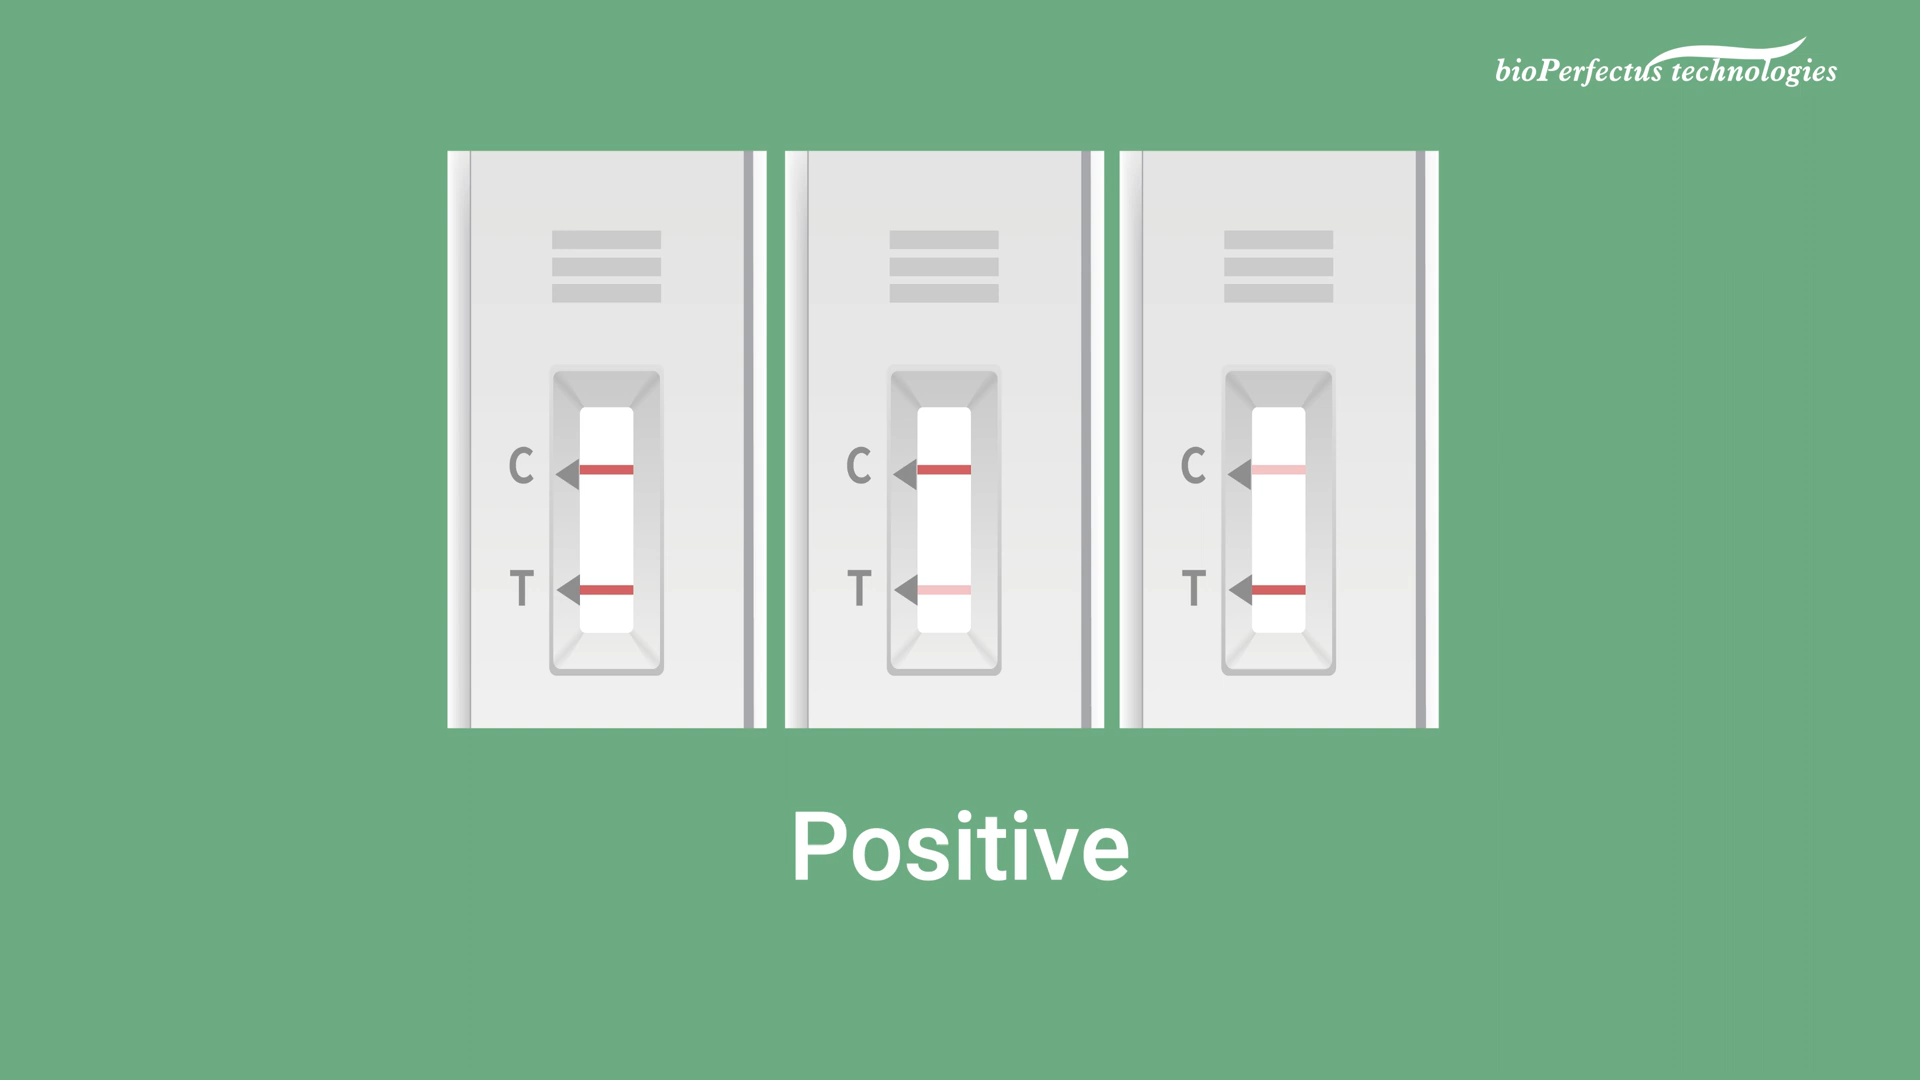 bioPerfectus technologies
C C C
T T T
Positive